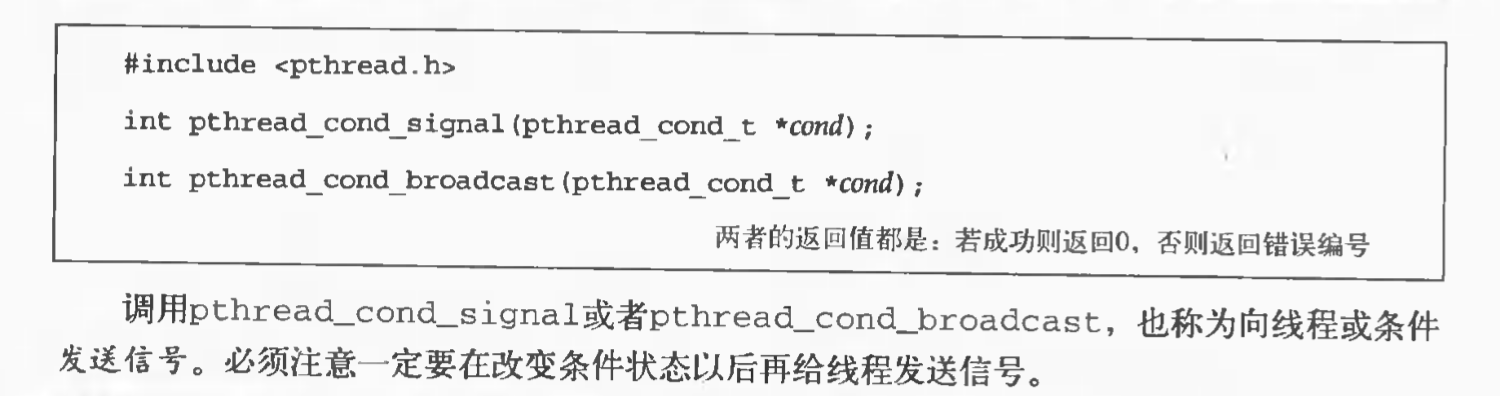 #include <pthread.h>
int pthread_cond_signal(pthread_cond_t *cond);
int pthread_cond_broadcast(pthread_cond_t *cond);
两者的返回值都是：若成功则返回0，否则返回错误编号
调用pthread_cond_signal或者pthread_cond_broadcast，也称为向线程或条件
发送信号。必须注意一定要在改变条件状态以后再给线程发送信号。